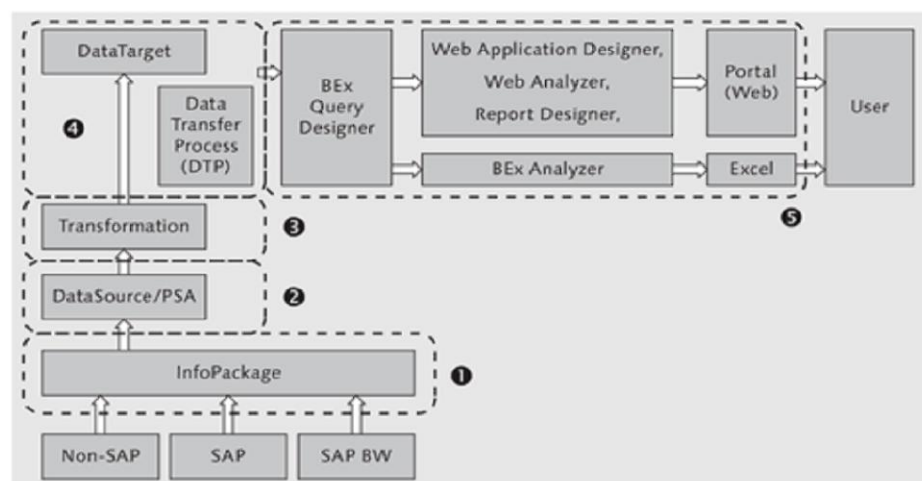 DataTarget
Data
Transfer
Process
(DTP)
❹
BEx
Query
Designer
Web Application Designer,
Web Analyzer,
Report Designer,
Portal
(Web)
User
BEx Analyzer
Excel
❺
Transformation
❸
DataSource/PSA
❷
InfoPackage
❶
Non-SAP
SAP
SAP BW